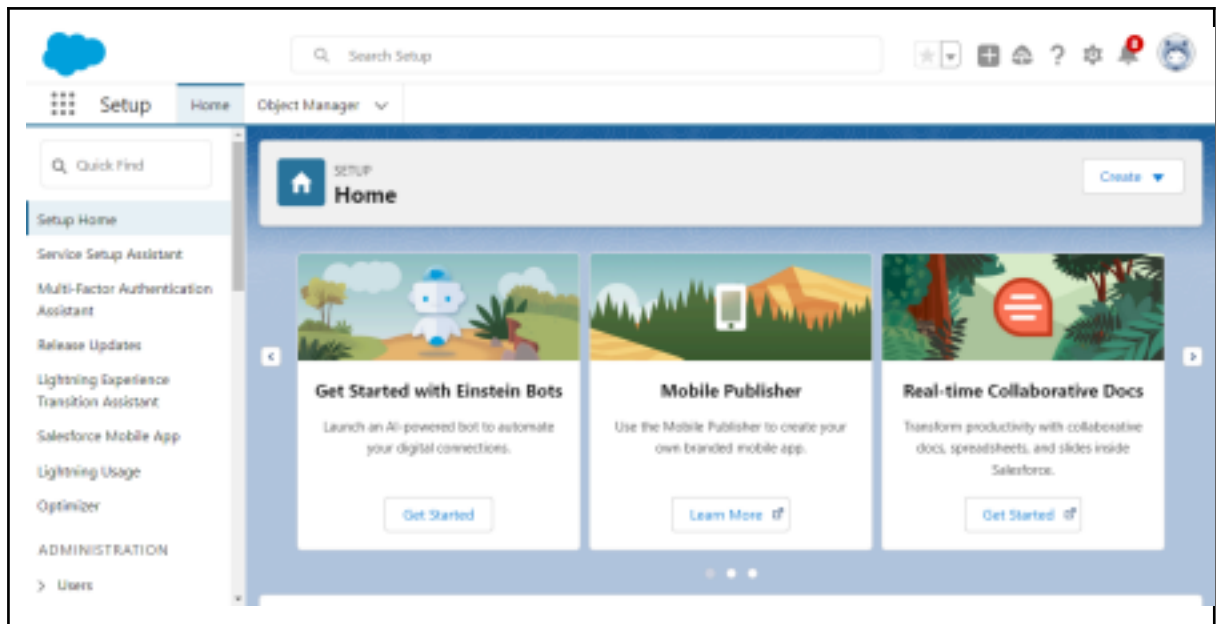 Search Setup
8
Setup
Home
Object Manager
Quick Find
SETUP
Home
Create
Setup Home
Service Setup Assistant
Multi-Factor Authentication
Assistant
Release Updates
Lightning Experience
Transition Assistant
Salesforce Mobile App
Lightning Usage
Optimizer
ADMINISTRATION
Users
Get Started with Einstein Bots
Launch an AI-powered bot to automate
your digital connections.
Get Started
Mobile Publisher
Use the Mobile Publisher to create your
own branded mobile app.
Learn More
Real-time Collaborative Docs
Transform productivity with collaborative
docs, spreadsheets, and slides inside
Salesforce.
Get Started